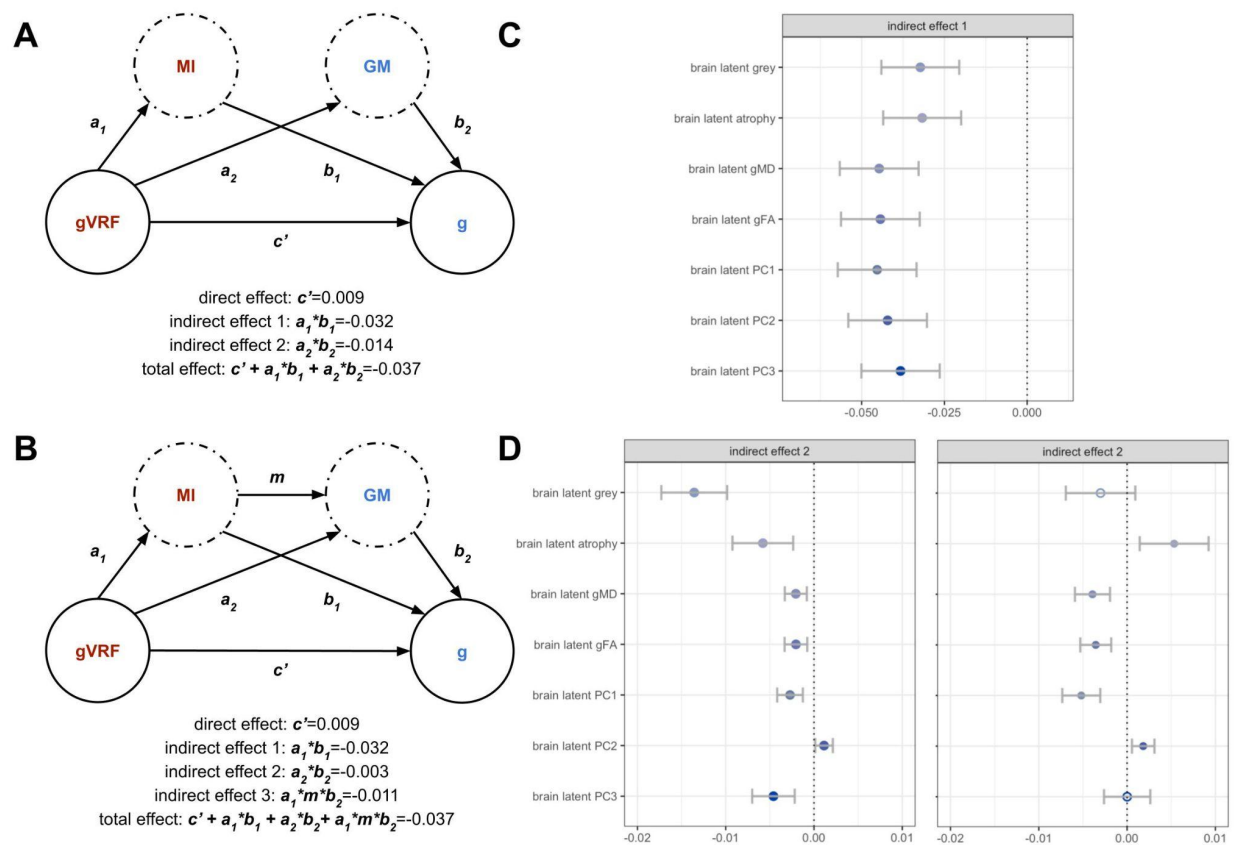 A
MI
GM
a1
a2
b1
b2
gVRF
g
c’
direct effect: c’=0.009
indirect effect 1: a1*b1=-0.032
indirect effect 2: a2*b2=-0.014
total effect: c’ + a1*b1 + a2*b2=-0.037
B
MI
m
GM
a1
a2
b1
b2
gVRF
g
c’
direct effect: c’=0.009
indirect effect 1: a1*b1=-0.032
indirect effect 2: a2*b2=-0.003
indirect effect 3: a1*m*b2=-0.011
total effect: c’ + a1*b1 + a2*b2+ a1*m*b2=-0.037
C
indirect effect 1
brain latent grey
brain latent atrophy
brain latent gMD
brain latent gFA
brain latent PC1
brain latent PC2
brain latent PC3
-0.050 -0.025 0.000
D
indirect effect 2
indirect effect 2
brain latent grey
brain latent atrophy
brain latent gMD
brain latent gFA
brain latent PC1
brain latent PC2
brain latent PC3
-0.02 -0.01 0.00 0.01
-0.02 -0.01 0.00 0.01